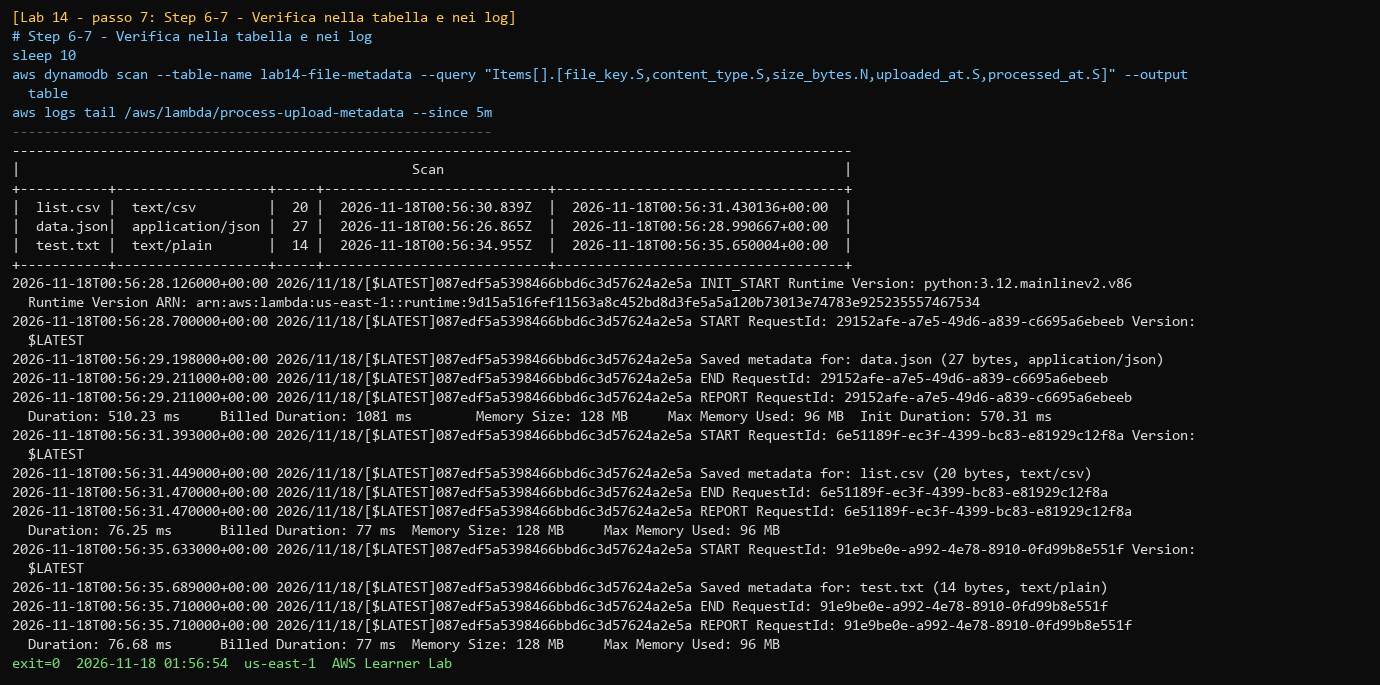 [Lab 14 - passo 7: Step 6-7 - Verifica nella tabella e nei log]
# Step 6-7 - Verifica nella tabella e nei log
sleep 10
aws dynamodb scan --table-name lab14-file-metadata --query "Items[].[file_key.S,content_type.S,size_bytes.N,uploaded_at.S,processed_at.S]" --output
  table
aws logs tail /aws/lambda/process-upload-metadata --since 5m
------------------------------------------------------------
---------------------------------------------------------------------------------------------------------
|                                                 Scan                                                  |
+-----------+-------------------+-----+----------------------------+------------------------------------+
|  list.csv |  text/csv         |  20 |  2026-11-18T00:56:30.839Z  |  2026-11-18T00:56:31.430136+00:00  |
|  data.json|  application/json |  27 |  2026-11-18T00:56:26.865Z  |  2026-11-18T00:56:28.990667+00:00  |
|  test.txt |  text/plain       |  14 |  2026-11-18T00:56:34.955Z  |  2026-11-18T00:56:35.650004+00:00  |
+-----------+-------------------+-----+----------------------------+------------------------------------+
2026-11-18T00:56:28.126000+00:00 2026/11/18/[$LATEST]087edf5a5398466bbd6c3d57624a2e5a INIT_START Runtime Version: python:3.12.mainlinev2.v86
  Runtime Version ARN: arn:aws:lambda:us-east-1::runtime:9d15a516fef11563a8c452bd8d3fe5a5a120b73013e74783e925235557467534
2026-11-18T00:56:28.700000+00:00 2026/11/18/[$LATEST]087edf5a5398466bbd6c3d57624a2e5a START RequestId: 29152afe-a7e5-49d6-a839-c6695a6ebeeb Version:
  $LATEST
2026-11-18T00:56:29.198000+00:00 2026/11/18/[$LATEST]087edf5a5398466bbd6c3d57624a2e5a Saved metadata for: data.json (27 bytes, application/json)
2026-11-18T00:56:29.211000+00:00 2026/11/18/[$LATEST]087edf5a5398466bbd6c3d57624a2e5a END RequestId: 29152afe-a7e5-49d6-a839-c6695a6ebeeb
2026-11-18T00:56:29.211000+00:00 2026/11/18/[$LATEST]087edf5a5398466bbd6c3d57624a2e5a REPORT RequestId: 29152afe-a7e5-49d6-a839-c6695a6ebeeb
  Duration: 510.23 ms     Billed Duration: 1081 ms        Memory Size: 128 MB     Max Memory Used: 96 MB  Init Duration: 570.31 ms
2026-11-18T00:56:31.393000+00:00 2026/11/18/[$LATEST]087edf5a5398466bbd6c3d57624a2e5a START RequestId: 6e51189f-ec3f-4399-bc83-e81929c12f8a Version:
  $LATEST
2026-11-18T00:56:31.449000+00:00 2026/11/18/[$LATEST]087edf5a5398466bbd6c3d57624a2e5a Saved metadata for: list.csv (20 bytes, text/csv)
2026-11-18T00:56:31.470000+00:00 2026/11/18/[$LATEST]087edf5a5398466bbd6c3d57624a2e5a END RequestId: 6e51189f-ec3f-4399-bc83-e81929c12f8a
2026-11-18T00:56:31.470000+00:00 2026/11/18/[$LATEST]087edf5a5398466bbd6c3d57624a2e5a REPORT RequestId: 6e51189f-ec3f-4399-bc83-e81929c12f8a
  Duration: 76.25 ms      Billed Duration: 77 ms  Memory Size: 128 MB     Max Memory Used: 96 MB
2026-11-18T00:56:35.633000+00:00 2026/11/18/[$LATEST]087edf5a5398466bbd6c3d57624a2e5a START RequestId: 91e9be0e-a992-4e78-8910-0fd99b8e551f Version:
  $LATEST
2026-11-18T00:56:35.689000+00:00 2026/11/18/[$LATEST]087edf5a5398466bbd6c3d57624a2e5a Saved metadata for: test.txt (14 bytes, text/plain)
2026-11-18T00:56:35.710000+00:00 2026/11/18/[$LATEST]087edf5a5398466bbd6c3d57624a2e5a END RequestId: 91e9be0e-a992-4e78-8910-0fd99b8e551f
2026-11-18T00:56:35.710000+00:00 2026/11/18/[$LATEST]087edf5a5398466bbd6c3d57624a2e5a REPORT RequestId: 91e9be0e-a992-4e78-8910-0fd99b8e551f
  Duration: 76.68 ms      Billed Duration: 77 ms  Memory Size: 128 MB     Max Memory Used: 96 MB
exit=0  2026-11-18 01:56:54  us-east-1  AWS Learner Lab